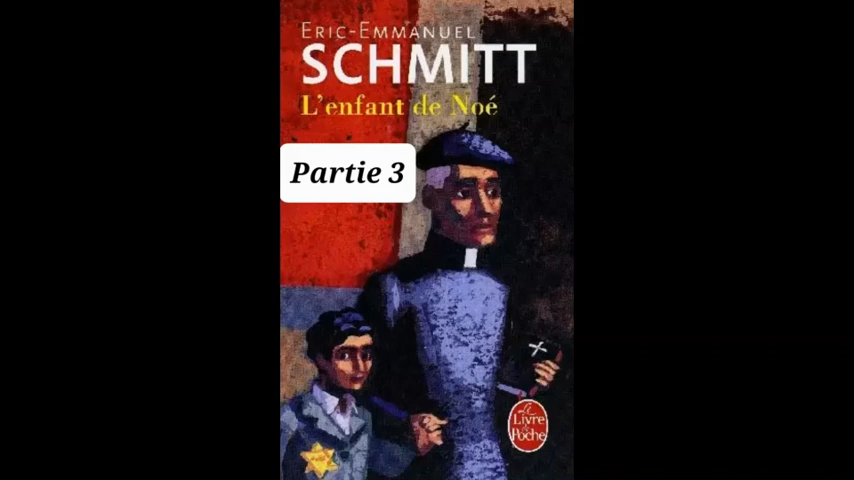 ERIC-EMMANUEL
SCHMITT
L'enfant de Noé
Partie 3
Le
Livre
de
Poche